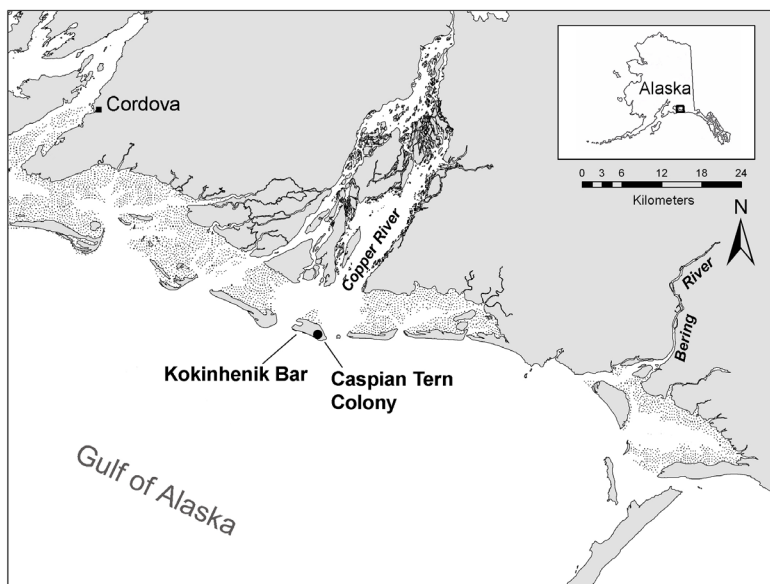 Cordova
Alaska
0 3 6 12 18 24
Kilometers
N
Copper River
Bering River
Kokinhenik Bar
Caspian Tern
Colony
Gulf of Alaska